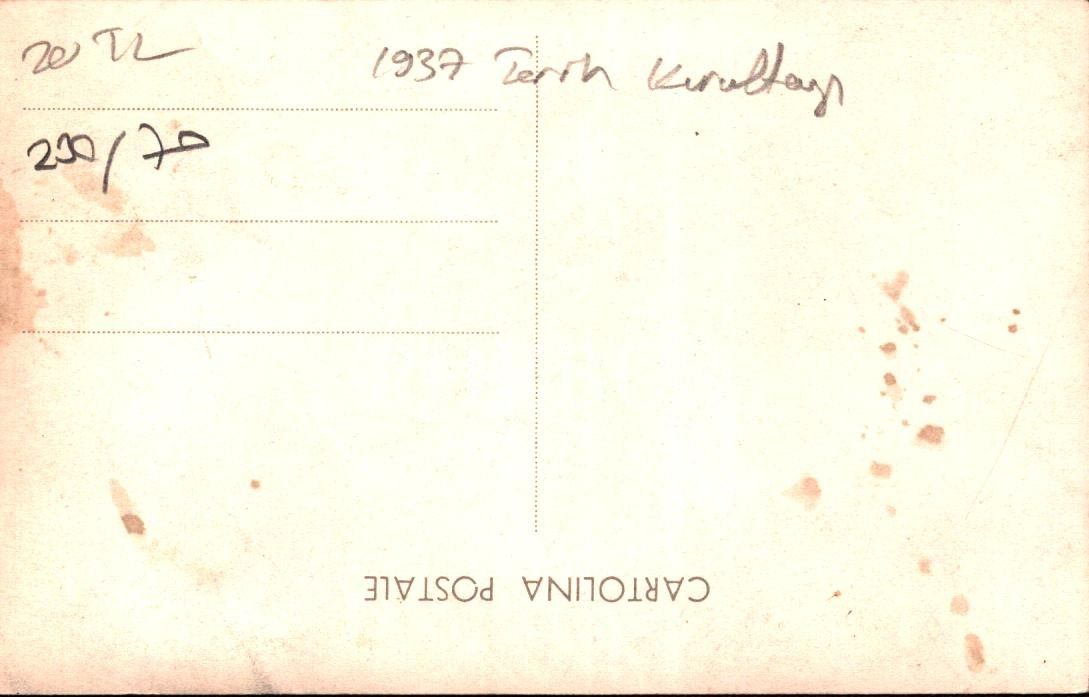 20 TL
1937 Tarih Kurultayı
230/70
CARTOLINA POSTALE